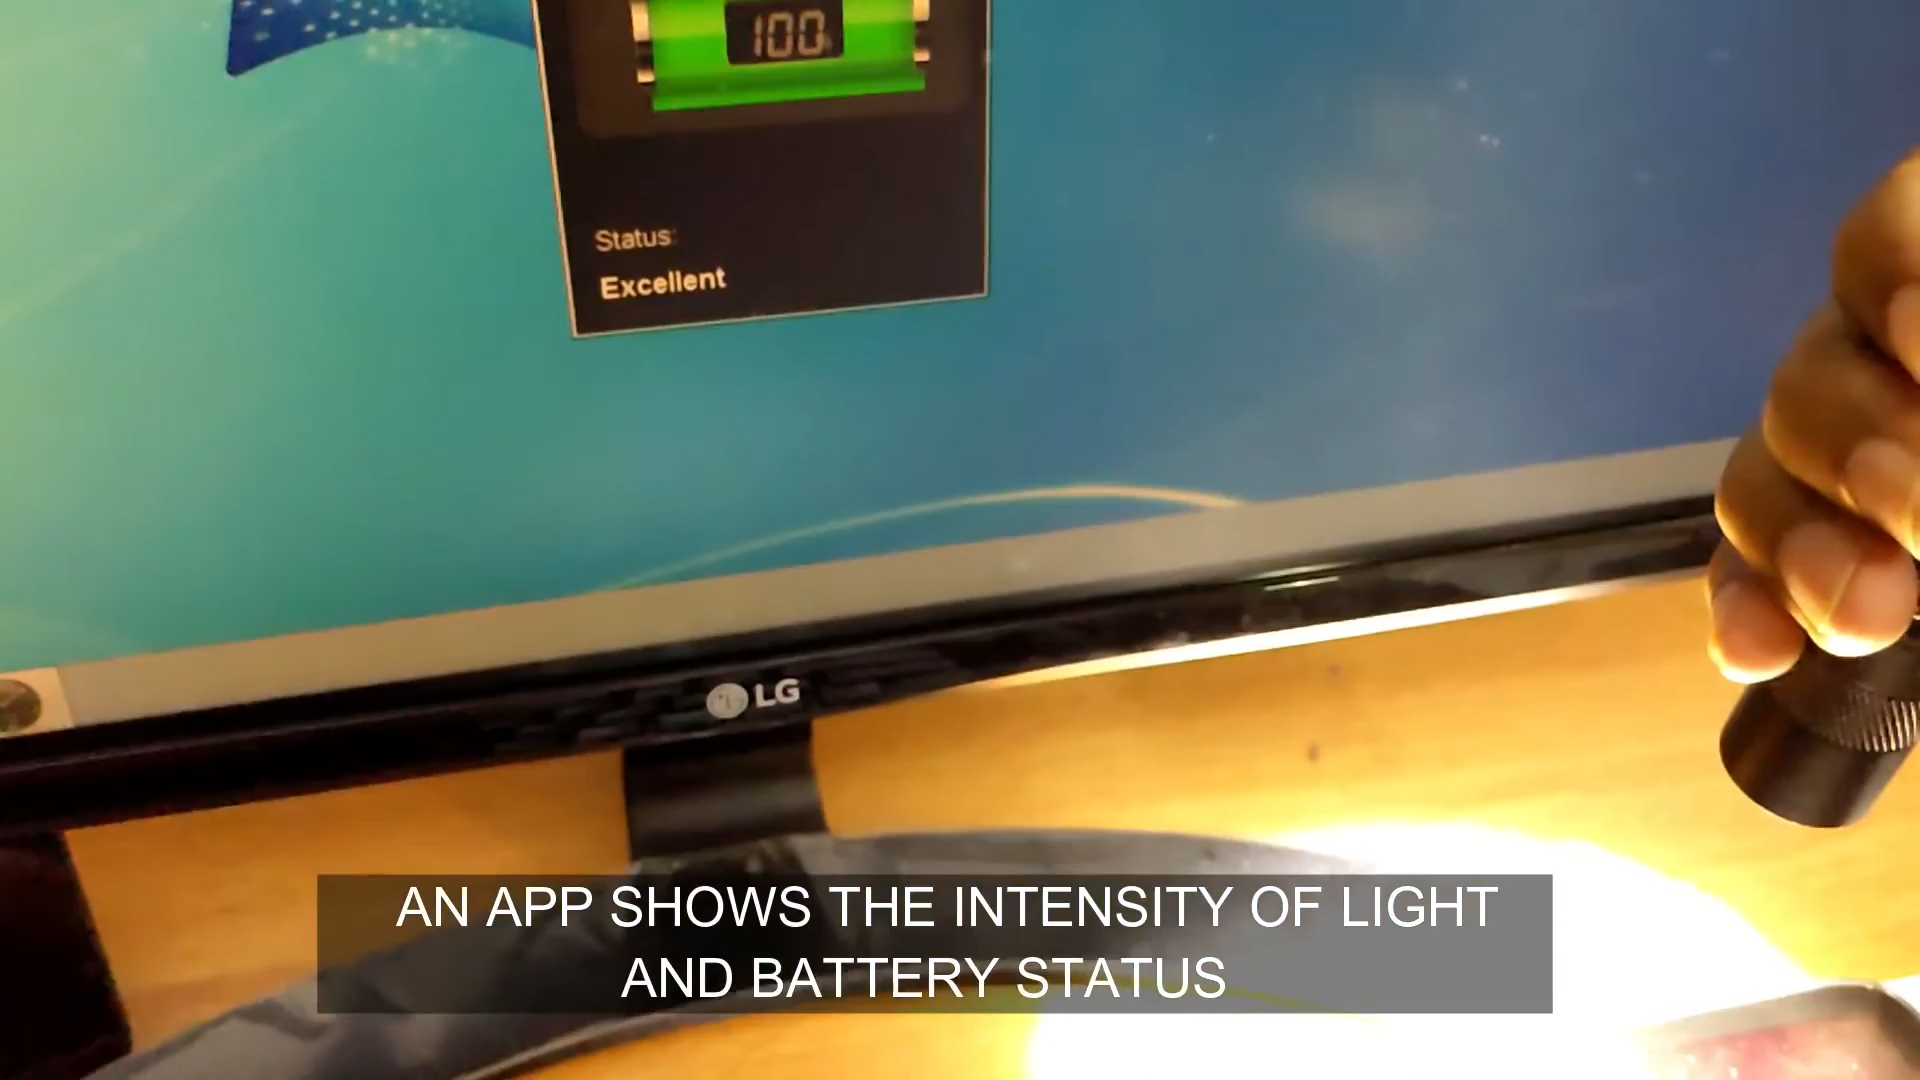 100%
Status:
Excellent
LG
AN APP SHOWS THE INTENSITY OF LIGHT
AND BATTERY STATUS